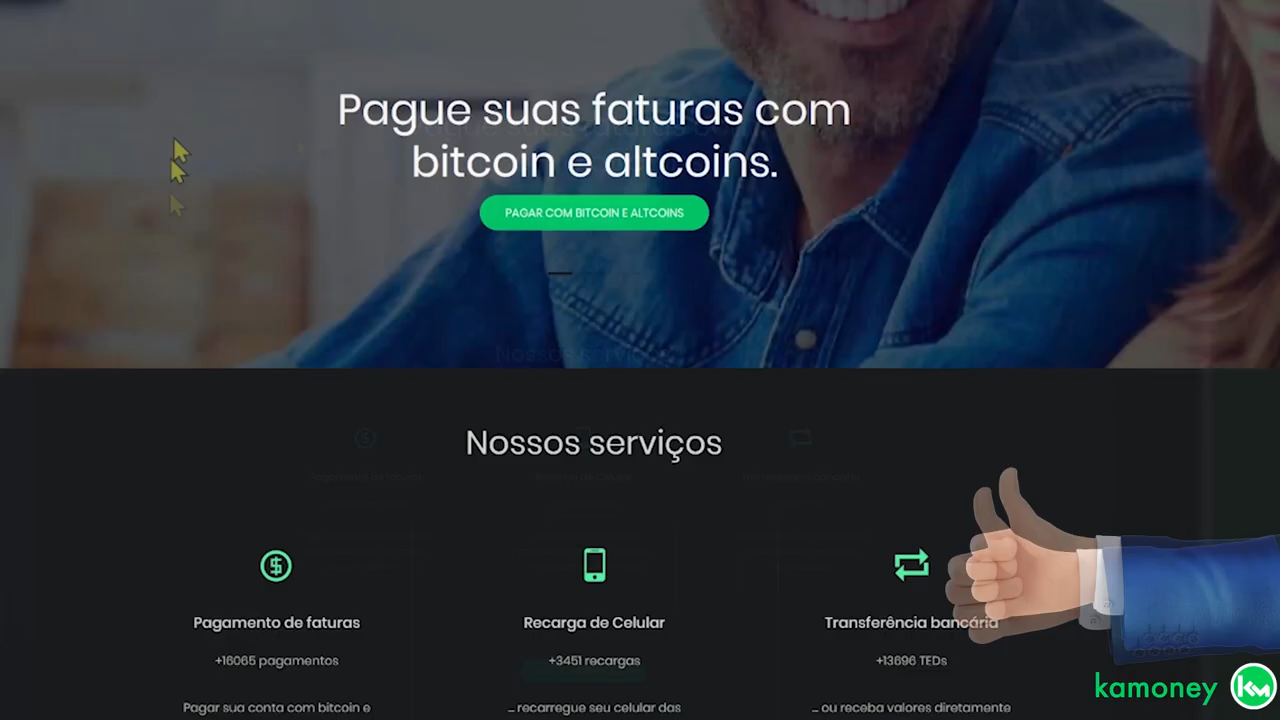 Pague suas faturas com
bitcoin e altcoins.
PAGAR COM BITCOIN E ALTCOINS
Nossos serviços
Pagamento de faturas
+16065 pagamentos
Pagar sua conta com bitcoin e
Recarga de Celular
+3451 recargas
... recarregue seu celular das
Transferência bancária
+13696 TEDs
... ou receba valores diretamente
kamoney